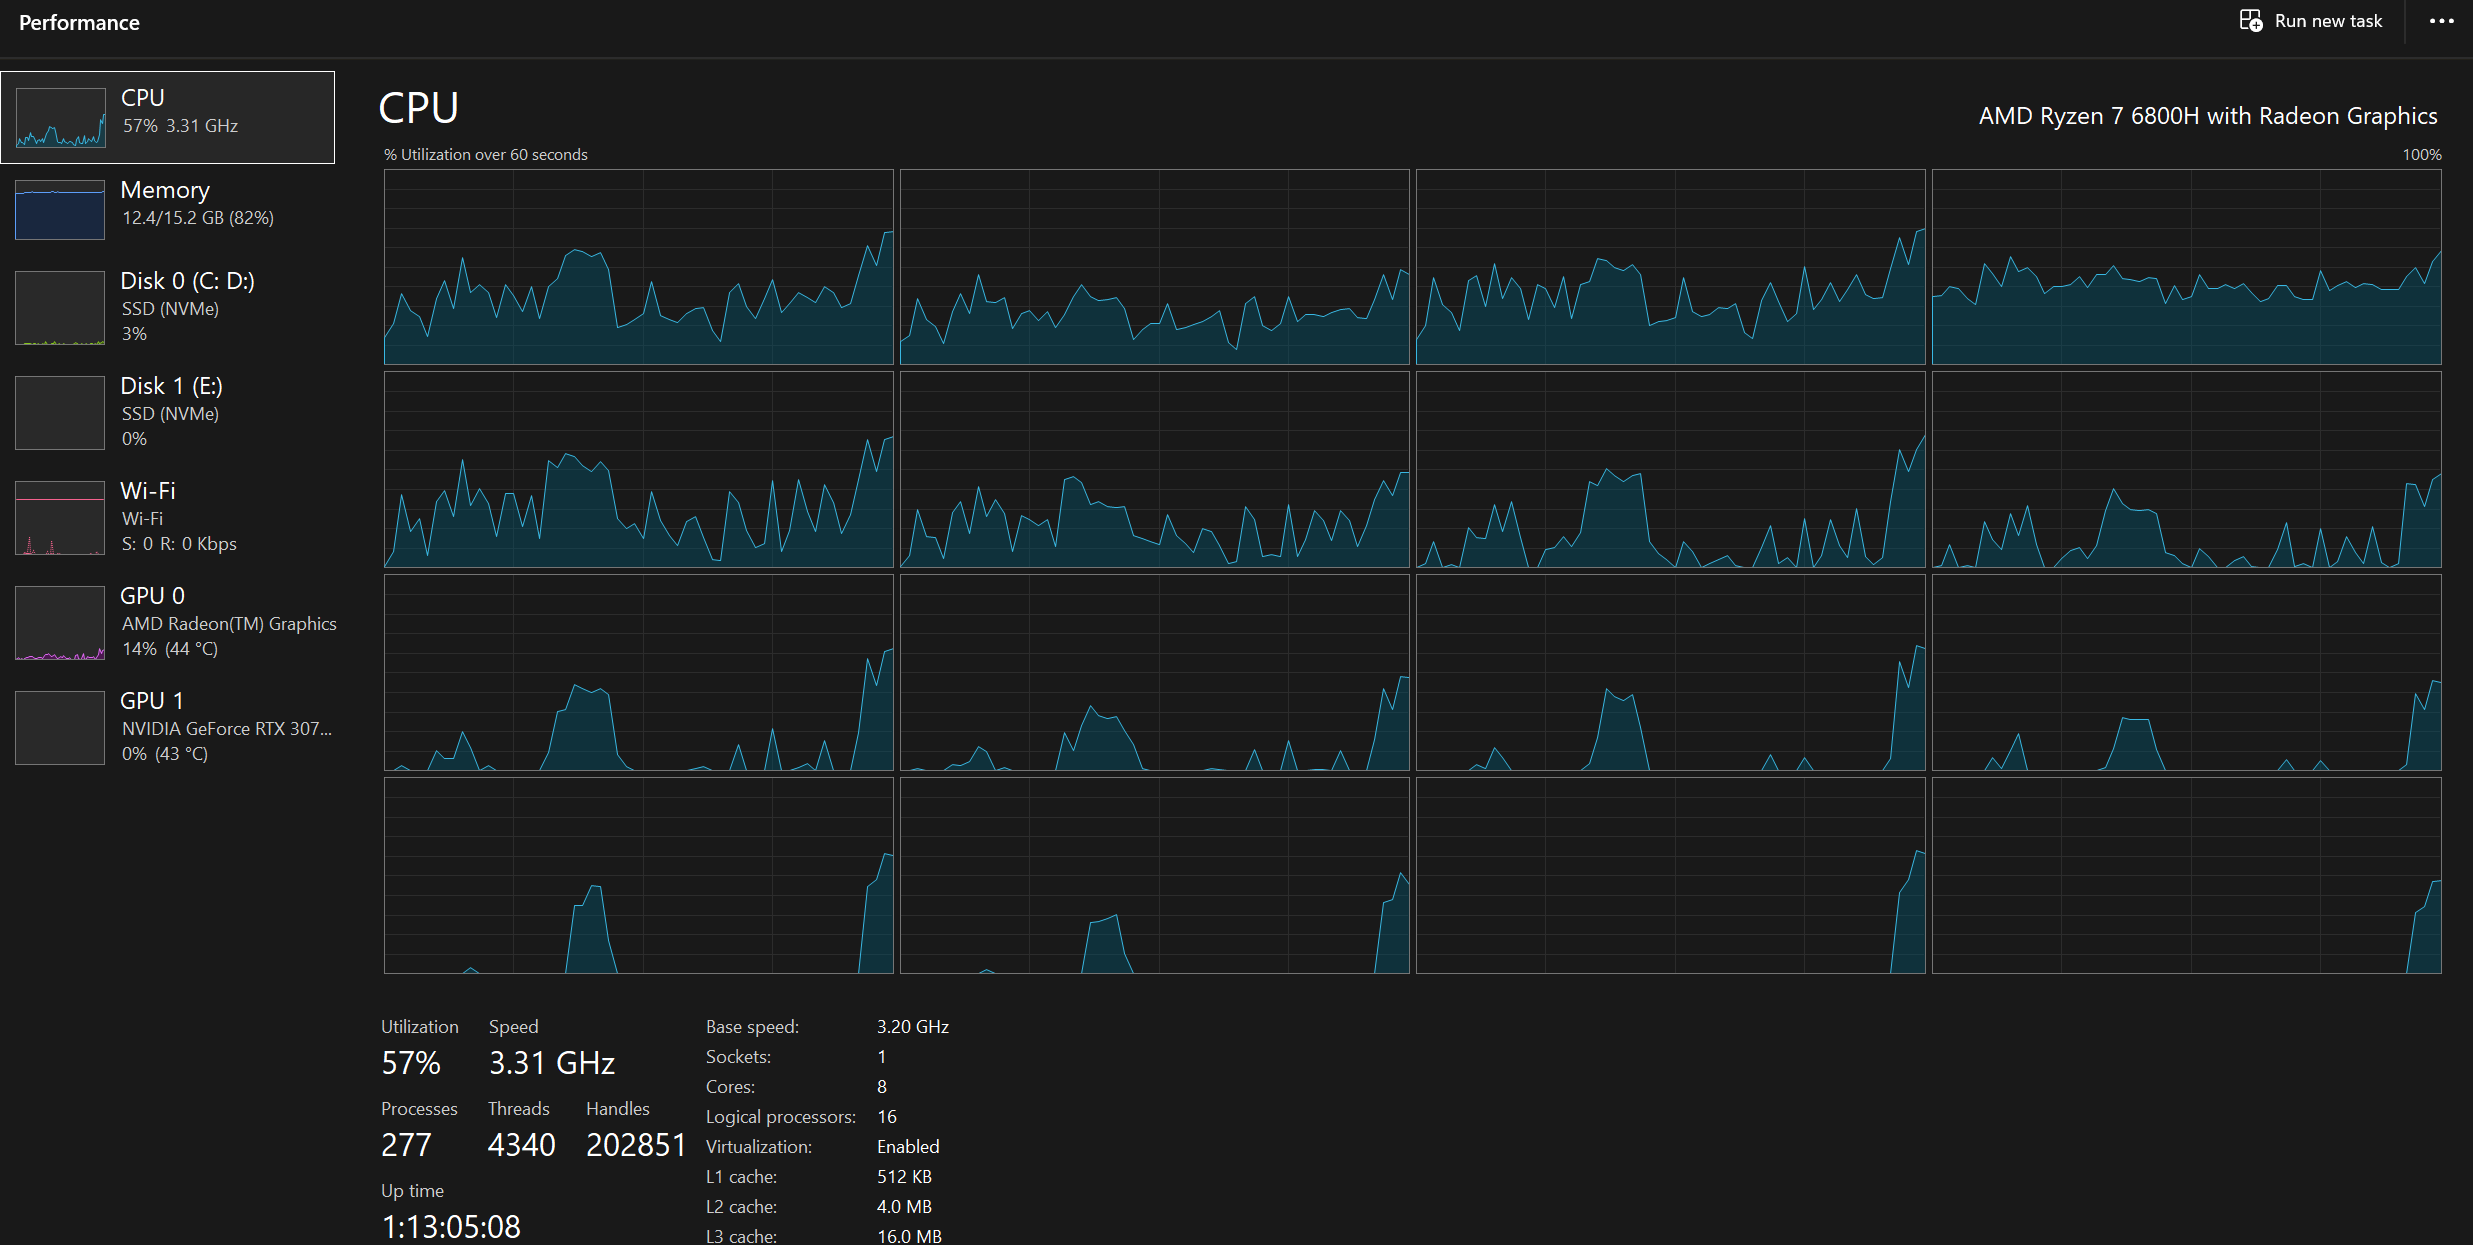 Performance
Run new task
CPU
57% 3.31 GHz
Memory
12.4/15.2 GB (82%)
Disk 0 (C: D:)
SSD (NVMe)
3%
Disk 1 (E:)
SSD (NVMe)
0%
Wi-Fi
Wi-Fi
S: 0 R: 0 Kbps
GPU 0
AMD Radeon(TM) Graphics
14% (44 °C)
GPU 1
NVIDIA GeForce RTX 307...
0% (43 °C)
CPU
AMD Ryzen 7 6800H with Radeon Graphics
% Utilization over 60 seconds
100%
Utilization
57%
Speed
3.31 GHz
Processes
277
Threads
4340
Handles
202851
Up time
1:13:05:08
Base speed: 3.20 GHz
Sockets: 1
Cores: 8
Logical processors: 16
Virtualization: Enabled
L1 cache: 512 KB
L2 cache: 4.0 MB
L3 cache: 16.0 MB